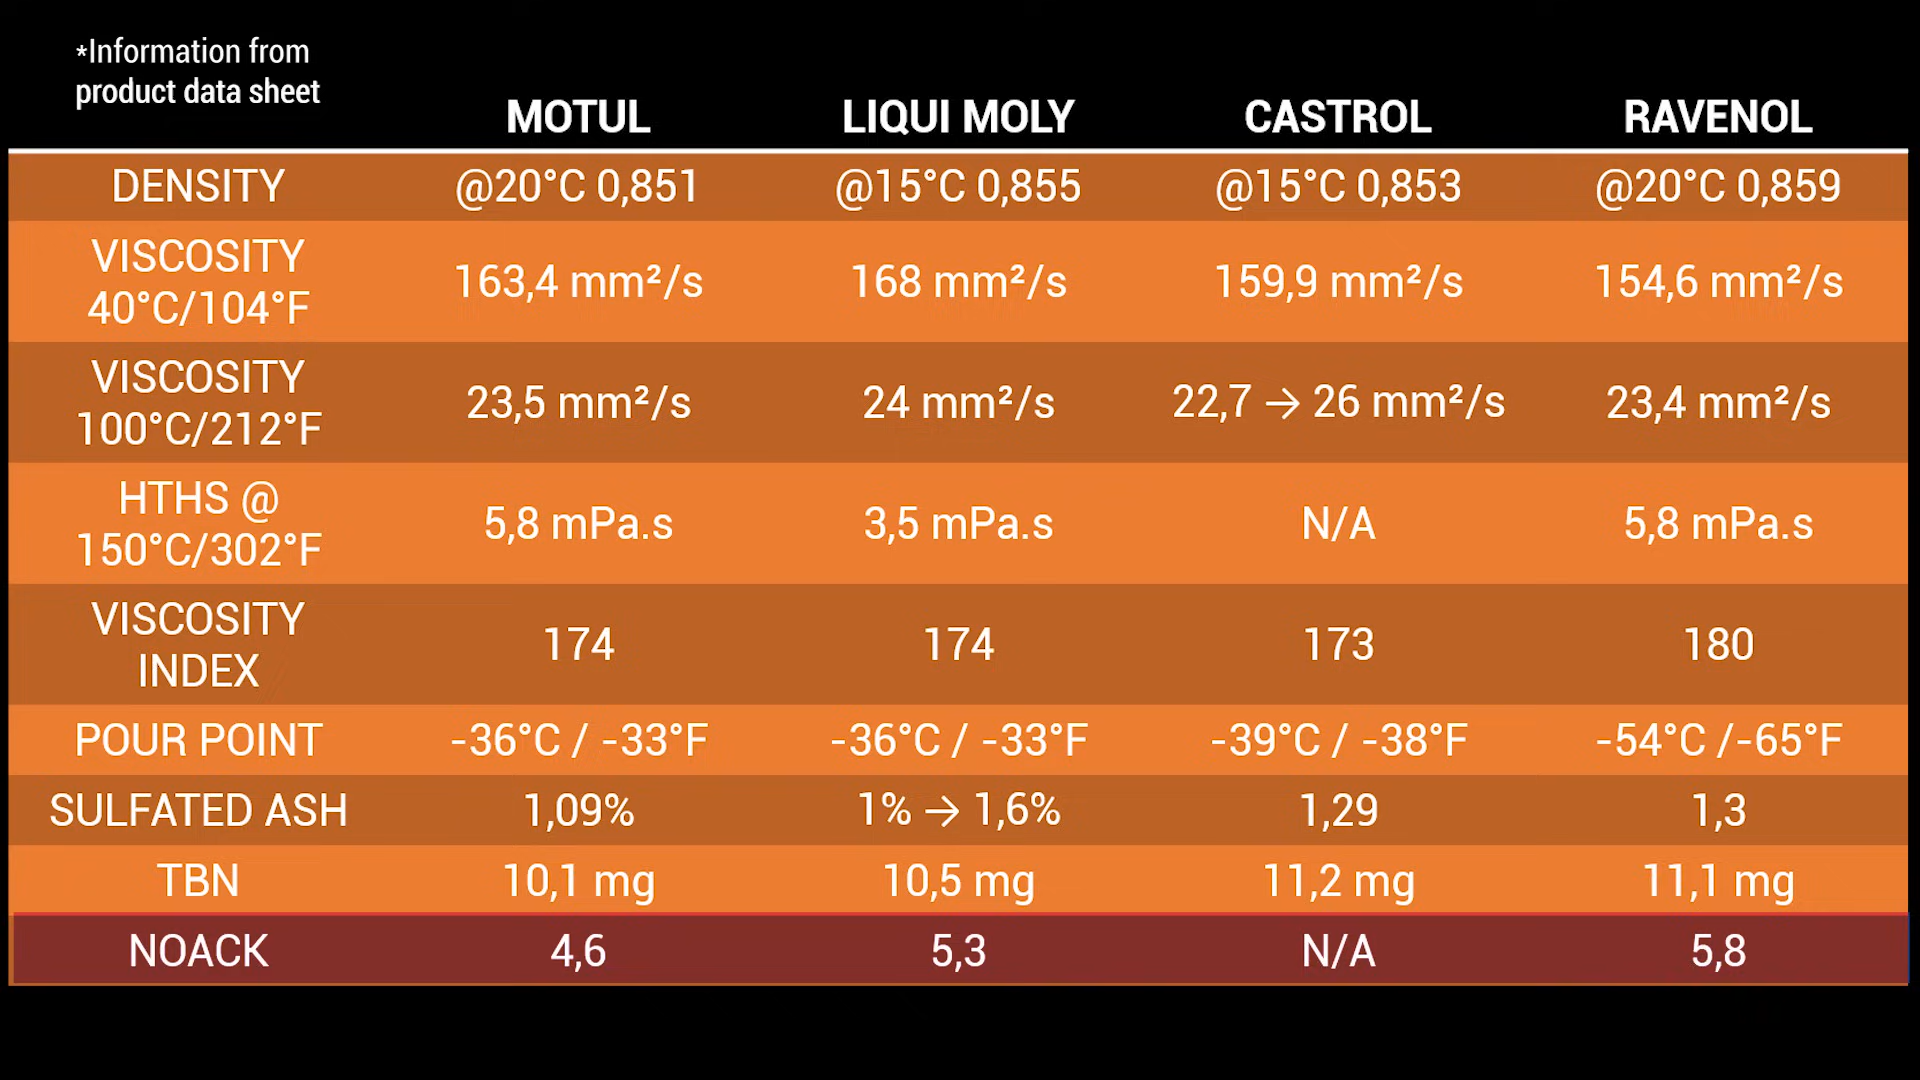 *Information from
product data sheet
MOTUL LIQUI MOLY CASTROL RAVENOL
DENSITY @20°C 0,851 @15°C 0,855 @15°C 0,853 @20°C 0,859
VISCOSITY
40°C/104°F 163,4 mm²/s 168 mm²/s 159,9 mm²/s 154,6 mm²/s
VISCOSITY
100°C/212°F 23,5 mm²/s 24 mm²/s 22,7 → 26 mm²/s 23,4 mm²/s
HTHS @
150°C/302°F 5,8 mPa.s 3,5 mPa.s N/A 5,8 mPa.s
VISCOSITY
INDEX 174 174 173 180
POUR POINT -36°C / -33°F -36°C / -33°F -39°C / -38°F -54°C /-65°F
SULFATED ASH 1,09% 1% → 1,6% 1,29 1,3
TBN 10,1 mg 10,5 mg 11,2 mg 11,1 mg
NOACK 4,6 5,3 N/A 5,8